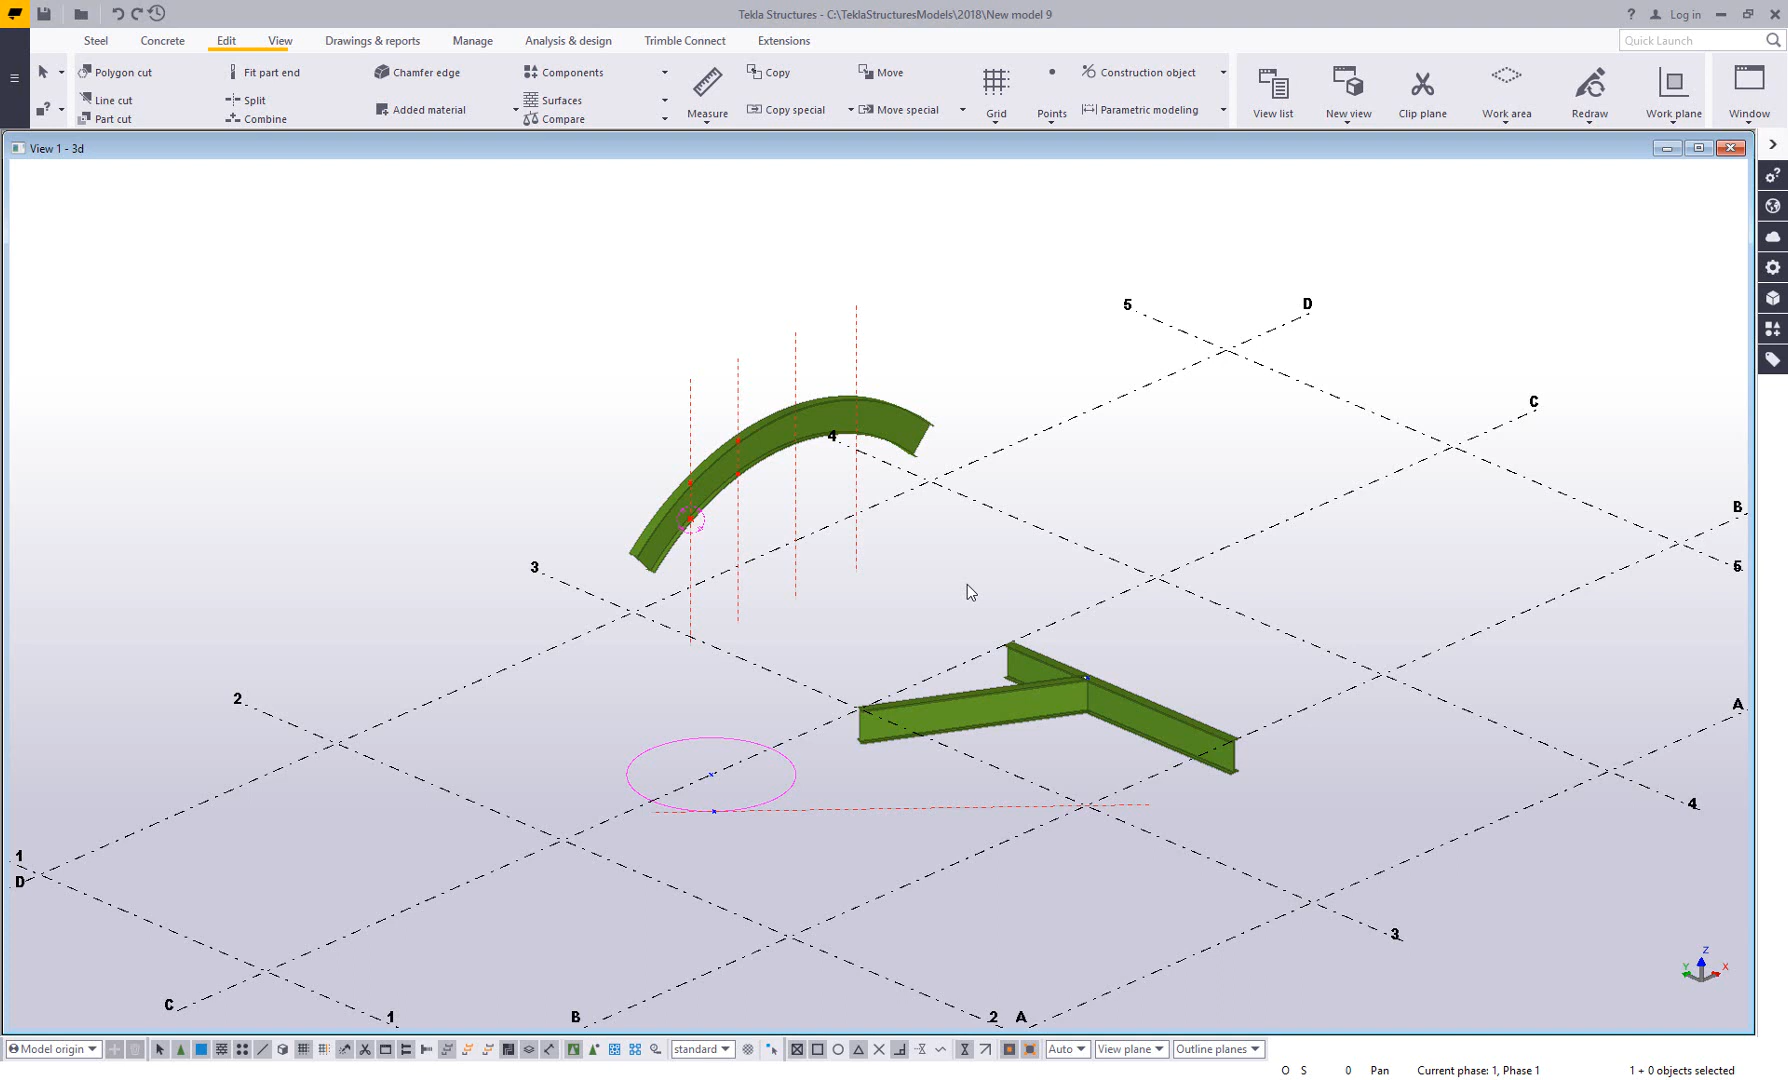 Tekla Structures - C:\TeklaStructuresModels\2018\New model 9
? Log in
Steel Concrete Edit View Drawings & reports Manage Analysis & design Trimble Connect Extensions
Quick Launch
Polygon cut Fit part end Chamfer edge Components Copy Move Construction object
Line cut Split Surfaces
Part cut Combine Added material Compare Measure Copy special Move special Grid Points Parametric modeling View list New view Clip plane Work area Redraw Work plane Window
View 1 - 3d
5 D
C
4
B
3 5
2
A
4
1
D
3
Z
Y X
C 1 B 2 A
Model origin standard Auto View plane Outline planes
O S 0 Pan Current phase: 1, Phase 1 1 + 0 objects selected